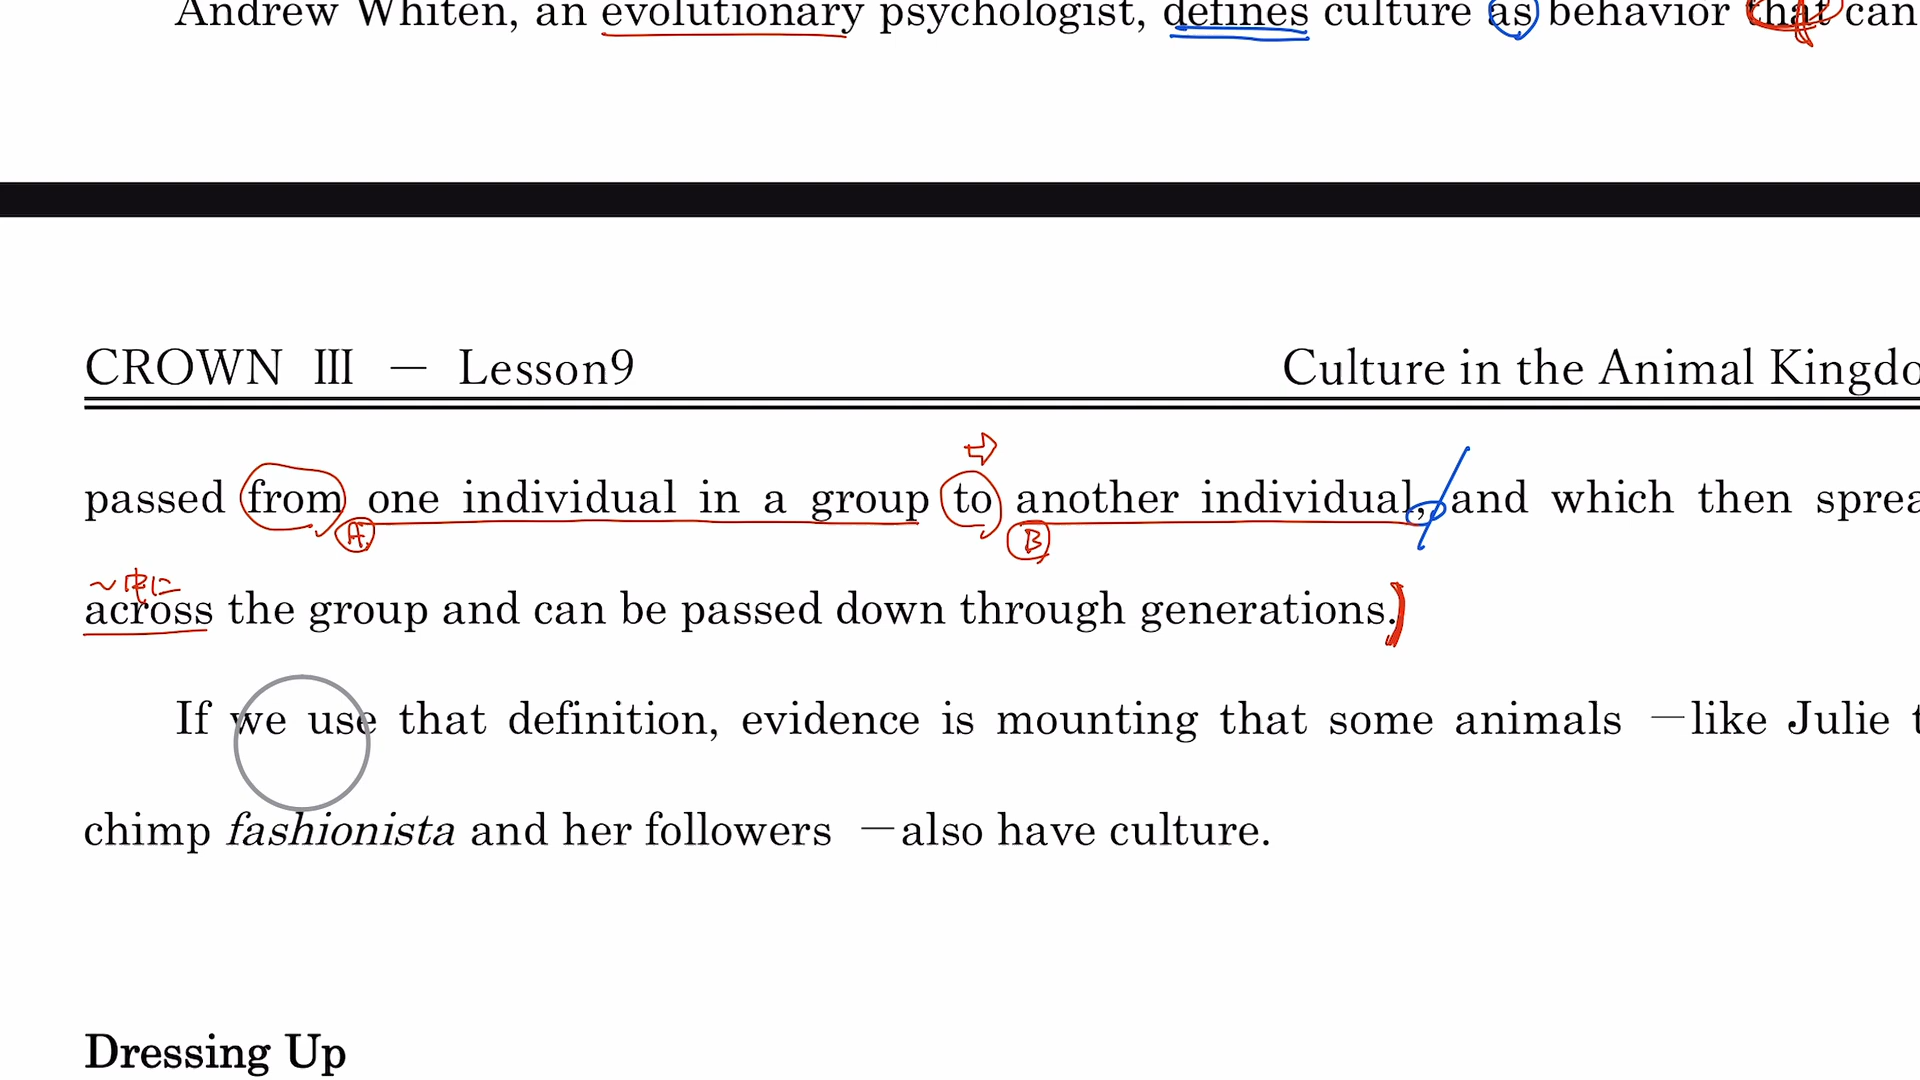 Andrew Whiten, an evolutionary psychologist, defines culture as behavior that can
CROWN Ⅲ — Lesson9
Culture in the Animal
passed from one individual in a group to another individual, and which then
A
B
~中に
across the group and can be passed down through generations.
If we use that definition, evidence is mounting that some animals —like Julie
chimp fashionista and her followers —also have culture.
Dressing Up